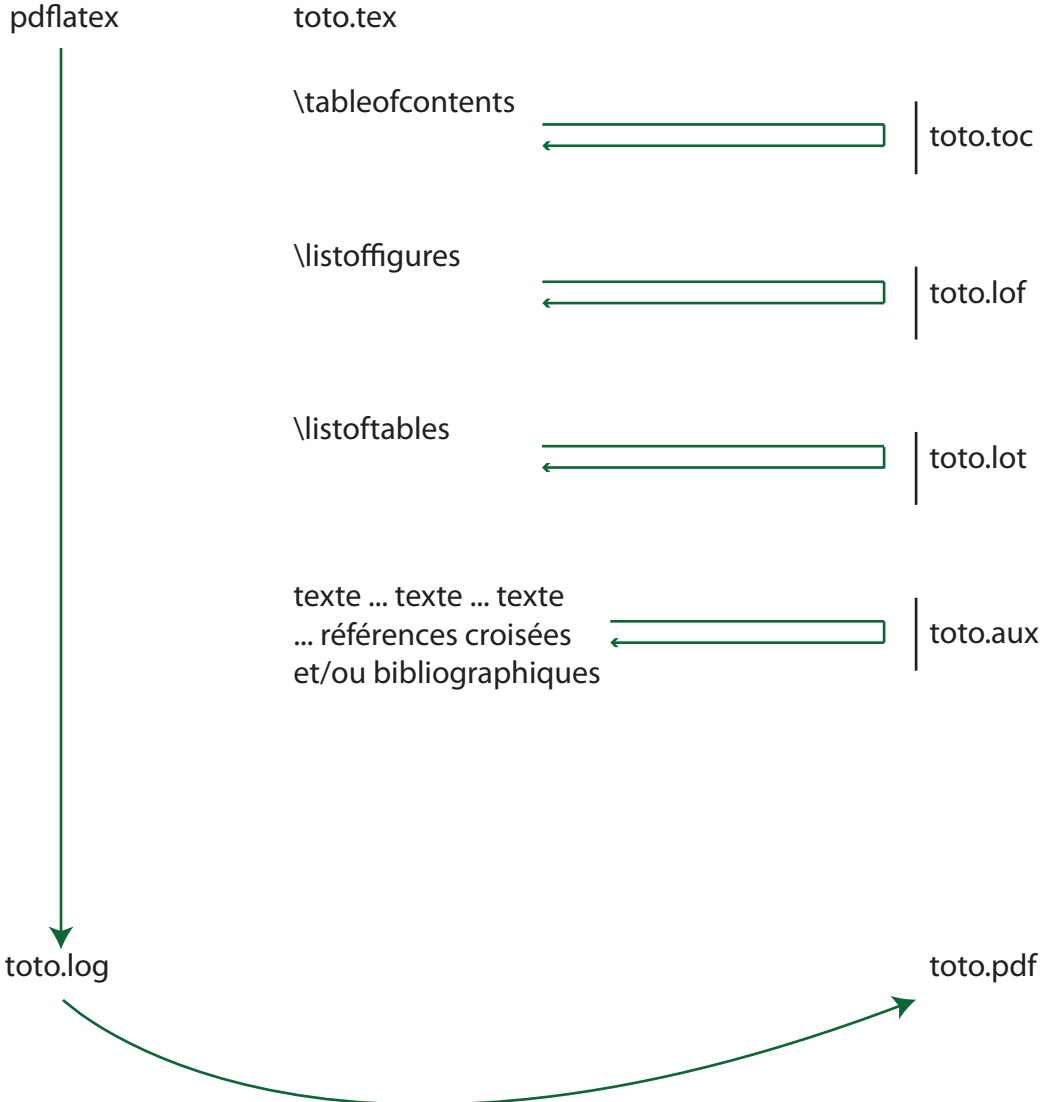 pdflatex
toto.tex
\tableofcontents
toto.toc
\listoffigures
toto.lof
\listoftables
toto.lot
texte ... texte ... texte
... références croisées
et/ou bibliographiques
toto.aux
toto.log
toto.pdf